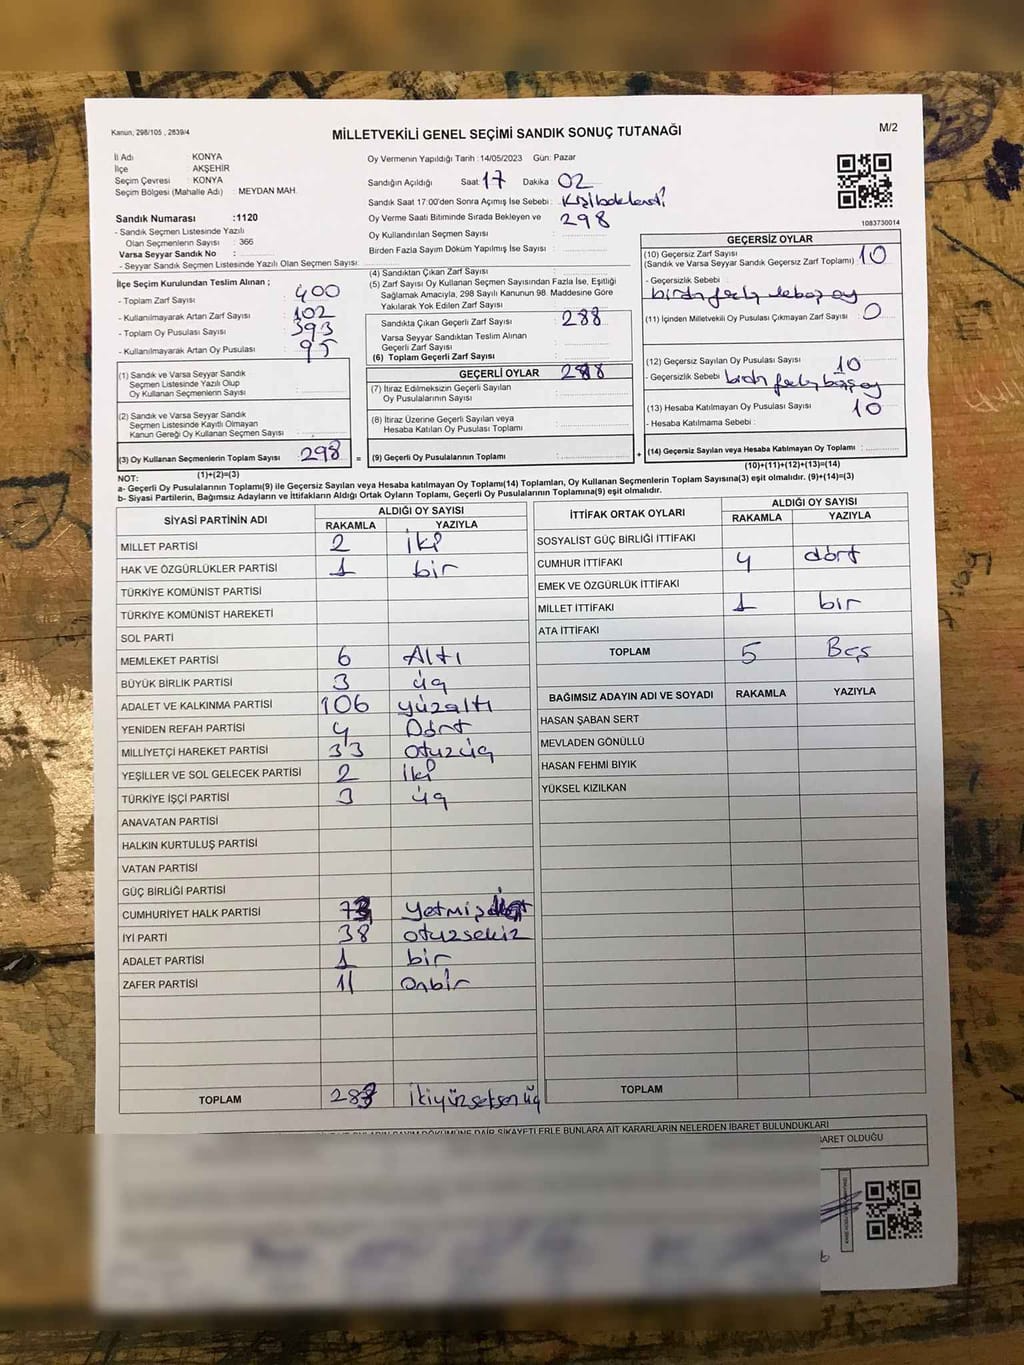 Kanun; 298/105 , 2839/4
MİLLETVEKİLİ GENEL SEÇİMİ SANDIK SONUÇ TUTANAĞI
M/2
İl Adı KONYA
İlçe AKŞEHİR
Seçim Çevresi : KONYA
Seçim Bölgesi (Mahalle Adı) : MEYDAN MAH.
Sandık Numarası :1120
- Sandık Seçmen Listesinde Yazılı
Olan Seçmenlerin Sayısı : 366
Varsa Seyyar Sandık No :
- Seyyar Sandık Seçmen Listesinde Yazılı Olan Seçmen Sayısı:
Oy Vermenin Yapıldığı Tarih :14/05/2023 Gün: Pazar
Sandığın Açıldığı Saat: 17 Dakika : 02
Sandık Saat 17:00'den Sonra Açımış İse Sebebi :
Oy Verme Saati Bitiminde Sırada Bekleyen ve 298
Oy Kullandırılan Seçmen Sayısı
Birden Fazla Sayım Döküm Yapılmış İse Sayısı :
1083730014
İlçe Seçim Kurulundan Teslim Alınan ;
- Toplam Zarf Sayısı : 400
- Kullanılmayarak Artan Zarf Sayısı : 102
- Toplam Oy Pusulası Sayısı : 393
- Kullanılmayarak Artan Oy Pusulası : 95
(1) Sandık ve Varsa Seyyar Sandık
Seçmen Listesinde Yazılı Olup
Oy Kullanan Seçmenlerin Sayısı :
(2) Sandık ve Varsa Seyyar Sandık
Seçmen Listesinde Kayıtlı Olmayan
Kanun Gereği Oy Kullanan Seçmen Sayısı :
(3) Oy Kullanan Seçmenlerin Toplam Sayısı : 298
(1)+(2)=(3)
(4) Sandıktan Çıkan Zarf Sayısı :
(5) Zarf Sayısı Oy Kullanan Seçmen Sayısından Fazla İse, Eşitliği
Sağlamak Amacıyla, 298 Sayılı Kanunun 98. Maddesine Göre
Yakılarak Yok Edilen Zarf Sayısı :
Sandıkta Çıkan Geçerli Zarf Sayısı : 288
Varsa Seyyar Sandıktan Teslim Alınan
Geçerli Zarf Sayısı :
(6) Toplam Geçerli Zarf Sayısı :
GEÇERLİ OYLAR 288
(7) İtiraz Edilmeksizin Geçerli Sayılan
Oy Pusulalarının Sayısı :
(8) İtiraz Üzerine Geçerli Sayılan veya
Hesaba Katılan Oy Pusulası Toplamı :
= (9) Geçerli Oy Pusulalarının Toplamı : +
GEÇERSİZ OYLAR
(10) Geçersiz Zarf Sayısı 10
(Sandık ve Varsa Seyyar Sandık Geçersiz Zarf Toplamı) :
- Geçersizlik Sebebi :
(11) İçinden Milletvekili Oy Pusulası Çıkmayan Zarf Sayısı : 0
(12) Geçersiz Sayılan Oy Pusulası Sayısı : 10
- Geçersizlik Sebebi :
(13) Hesaba Katılmayan Oy Pusulası Sayısı : 10
- Hesaba Katılmama Sebebi :
(14) Geçersiz Sayılan veya Hesaba Katılmayan Oy Toplamı :
(10)+(11)+(12)+(13)=(14)
NOT:
a- Geçerli Oy Pusulalarının Toplamı(9) ile Geçersiz Sayılan veya Hesaba Katılmayan Oy Toplamı(14) Toplamları, Oy Kullanan Seçmenlerin Toplam Sayısına(3) eşit olmalıdır. (9)+(14)=(3)
b- Siyasi Partilerin, Bağımsız Adayların ve İttifakların Aldığı Ortak Oyların Toplamı, Geçerli Oy Pusulalarının Toplamına(9) eşit olmalıdır.
SİYASİ PARTİNİN ADI ALDIĞI OY SAYISI
RAKAMLA YAZIYLA
MİLLET PARTİSİ 2 iki
HAK VE ÖZGÜRLÜKLER PARTİSİ 1 bir
TÜRKİYE KOMÜNİST PARTİSİ
TÜRKİYE KOMÜNİST HAREKETİ
SOL PARTİ
MEMLEKET PARTİSİ 6 Altı
BÜYÜK BİRLİK PARTİSİ 3 üç
ADALET VE KALKINMA PARTİSİ 106 yüzaltı
YENİDEN REFAH PARTİSİ 4 Dört
MİLLİYETÇİ HAREKET PARTİSİ 33 otuzüç
YEŞİLLER VE SOL GELECEK PARTİSİ 2 iki
TÜRKİYE İŞÇİ PARTİSİ 3 üç
ANAVATAN PARTİSİ
HALKIN KURTULUŞ PARTİSİ
VATAN PARTİSİ
GÜÇ BİRLİĞİ PARTİSİ
CUMHURİYET HALK PARTİSİ
İYİ PARTİ 38 otuzsekiz
ADALET PARTİSİ 1 bir
ZAFER PARTİSİ 11 onbir
TOPLAM 283 ikiyüzseksenüç
İTTİFAK ORTAK OYLARI ALDIĞI OY SAYISI
RAKAMLA YAZIYLA
SOSYALİST GÜÇ BİRLİĞİ İTTİFAKI
CUMHUR İTTİFAKI 4 dört
EMEK VE ÖZGÜRLÜK İTTİFAKI
MİLLET İTTİFAKI 1 bir
ATA İTTİFAKI
TOPLAM 5 Beş
BAĞIMSIZ ADAYIN ADI VE SOYADI RAKAMLA YAZIYLA
HASAN ŞABAN SERT
MEVLADEN GÖNÜLLÜ
HASAN FEHMİ BIYIK
YÜKSEL KIZILKAN
TOPLAM
DÖKÜMÜNE DAİR ŞİKAYETLERLE BUNLARA AİT KARARLARIN NELERDEN İBARET BULUNDUKLARI
BARET OLDUĞU